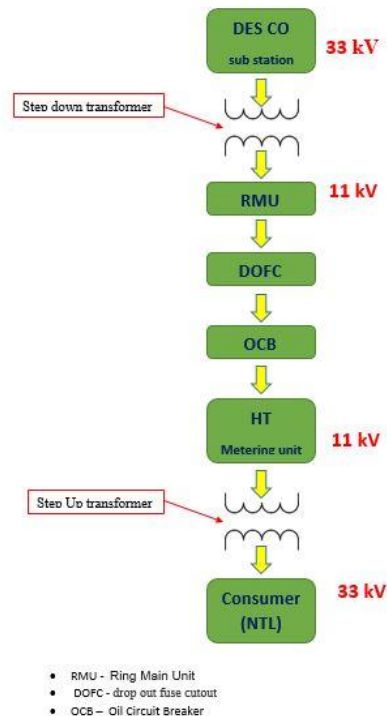 DES CO
sub station
33 kV
Step down transformer
RMU
11 kV
DOFC
OCB
HT
Metering unit
11 kV
Step Up transformer
Consumer
(NTL)
33 kV
• RMU - Ring Main Unit
• DOFC - drop out fuse cutout
• OCB – Oil Circuit Breaker